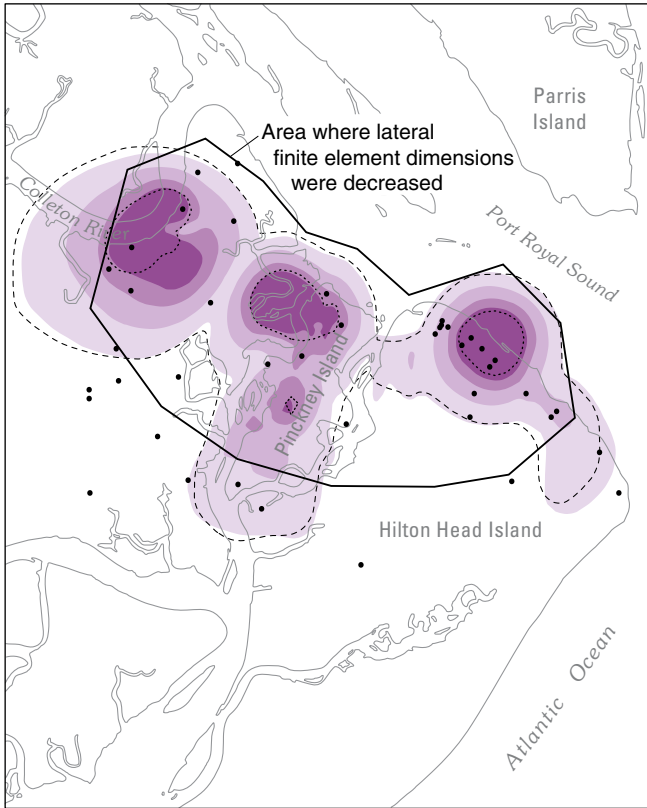 Parris
Island
Area where lateral
finite element dimensions
were decreased
Colleton River
Port Royal Sound
Pinckney Island
Hilton Head Island
Atlantic Ocean